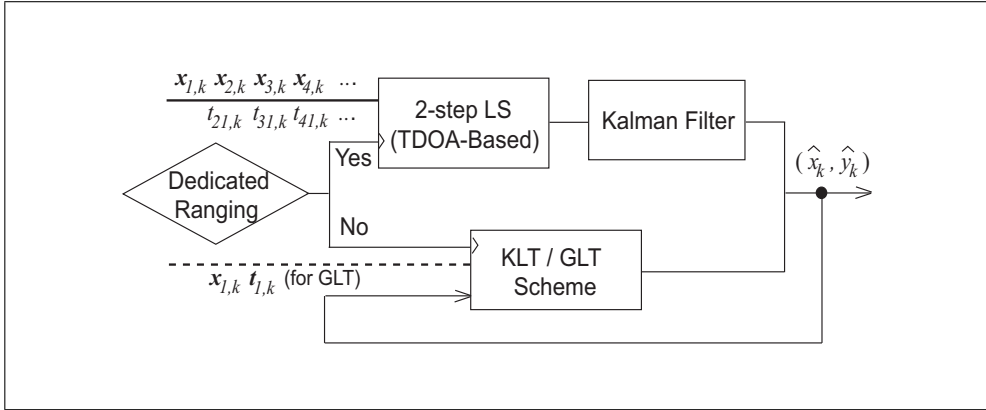 x1,k x2,k x3,k x4,k ...
t21,k t31,k t41,k ...
2-step LS
(TDOA-Based)
Kalman Filter
(x̂k , ŷk)
Yes
Dedicated
Ranging
No
KLT / GLT
Scheme
x1,k t1,k (for GLT)